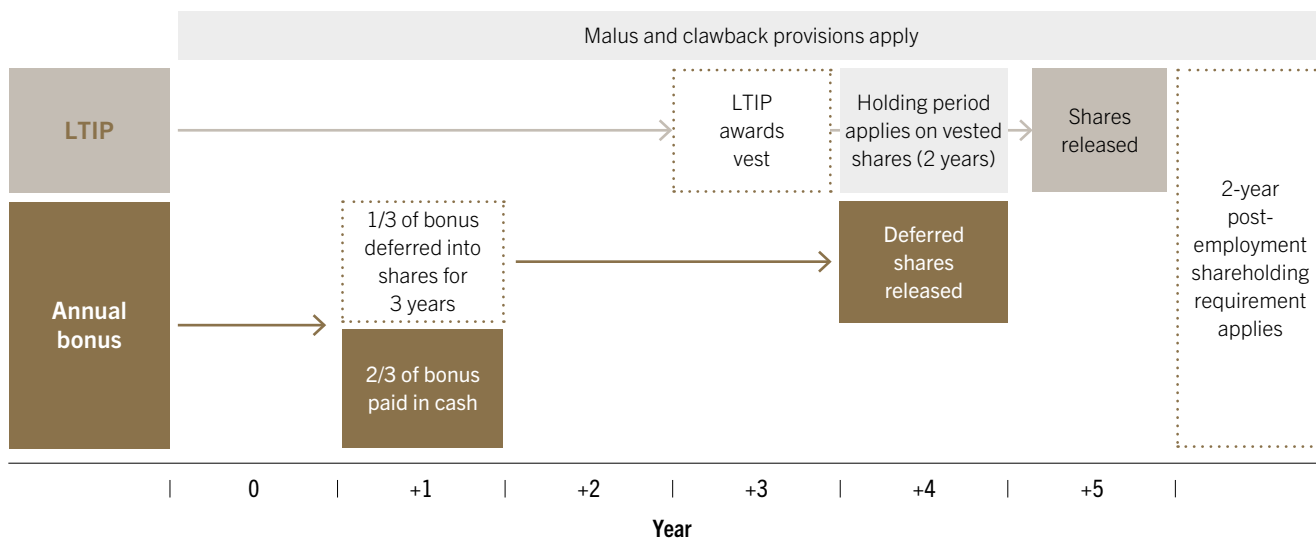 Malus and clawback provisions apply
LTIP
LTIP
awards
vest
Holding period
applies on vested
shares (2 years)
Shares
released
2-year
post-
employment
shareholding
requirement
applies
Annual
bonus
1/3 of bonus
deferred into
shares for
3 years
2/3 of bonus
paid in cash
Deferred
shares
released
0 +1 +2 +3 +4 +5
Year